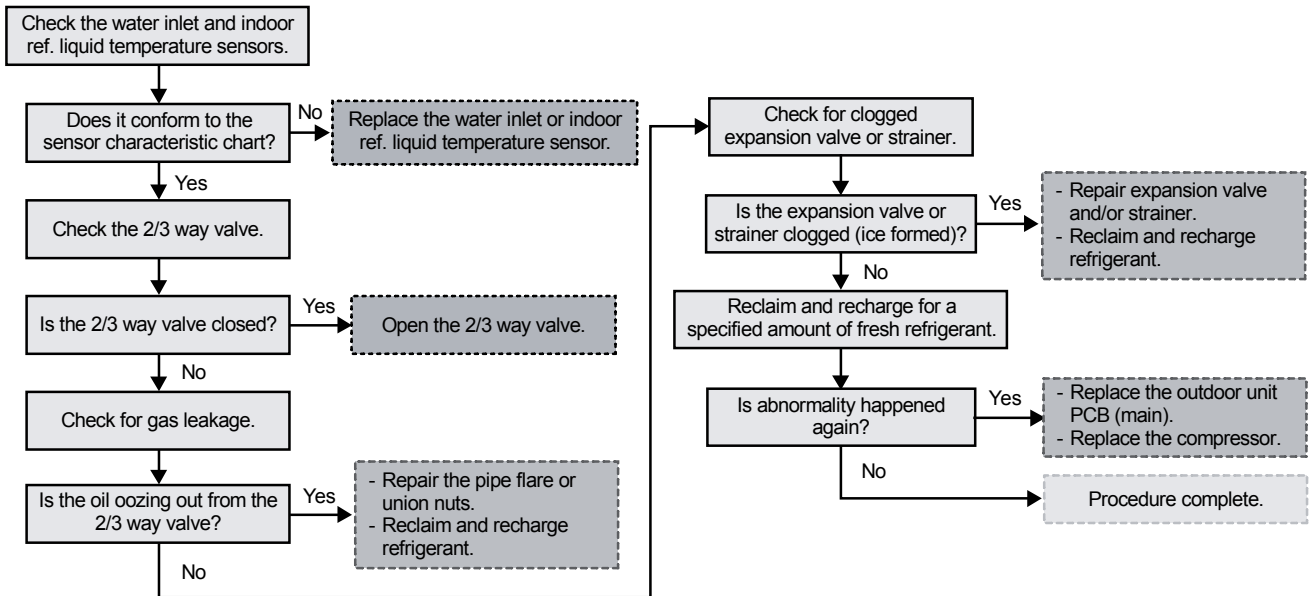 Check the water inlet and indoor
ref. liquid temperature sensors.
Does it conform to the
sensor characteristic chart?
No
Replace the water inlet or indoor
ref. liquid temperature sensor.
Yes
Check the 2/3 way valve.
Is the 2/3 way valve closed?
Yes
Open the 2/3 way valve.
No
Check for gas leakage.
Is the oil oozing out from the
2/3 way valve?
Yes
- Repair the pipe flare or
union nuts.
- Reclaim and recharge
refrigerant.
No
Check for clogged
expansion valve or strainer.
Is the expansion valve or
strainer clogged (ice formed)?
Yes
- Repair expansion valve
and/or strainer.
- Reclaim and recharge
refrigerant.
No
Reclaim and recharge for a
specified amount of fresh refrigerant.
Is abnormality happened
again?
Yes
- Replace the outdoor unit
PCB (main).
- Replace the compressor.
No
Procedure complete.